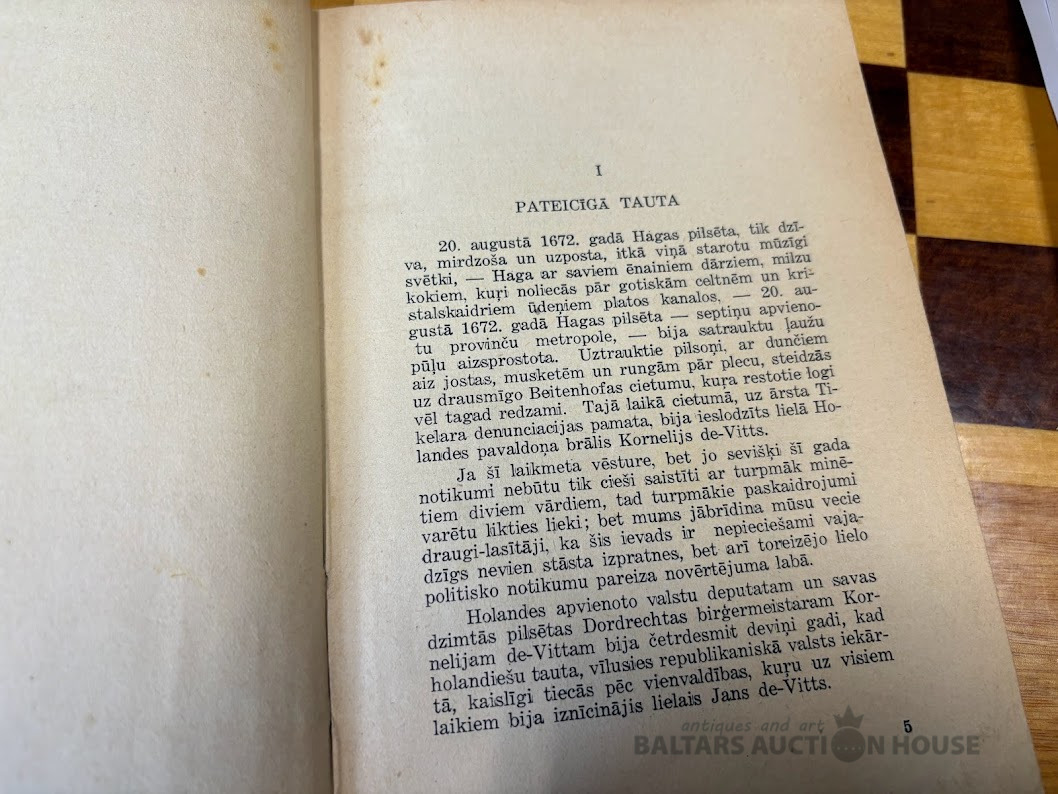 I
PATEICĪGĀ TAUTA
20. augustā 1672. gadā Hāgas pilsēta, tik dzī-
va, mirdzoša un uzposta, itkā viņā starotu mūzīgi
svētki, — Haga ar saviem ēnainiem dārziem, milzu
kokiem, kuŗi noliecās pār gotiskām celtnēm un kri-
stalskaidriem ūdeņiem platos kanalos, — 20. au-
gustā 1672. gadā Hagas pilsēta — septiņu apvieno-
tu provinču metropole, — bija satrauktu ļaužu
pūļu aizsprostota. Uztrauktie pilsoņi, ar dunčiem
aiz jostas, musketēm un rungām pār plecu, steidzās
uz drausmīgo Beitenhofas cietumu, kuŗa restotie logi
vēl tagad redzami. Tajā laikā cietumā, uz ārsta Ti-
kelara denunciacijas pamata, bija ieslodzīts lielā Ho-
landes pavaldoņa brālis Kornelijs de-Vitts.
Ja šī laikmeta vēsture, bet jo sevišķi šī gada
notikumi nebūtu tik cieši saistīti ar turpmāk minē-
tiem diviem vārdiem, tad turpmākie paskaidrojumi
varētu likties lieki; bet mums jābrīdina mūsu vecie
draugi-lasītāji, ka šis ievads ir nepieciešami vaja-
dzīgs nevien stāsta izpratnes, bet arī toreizējo lielo
politisko notikumu pareiza novērtējuma labā.
Holandes apvienoto valstu deputatam un savas
dzimtās pilsētas Dordrechtas birģermeistaram Kor-
nelijam de-Vittam bija četrdesmit deviņi gadi, kad
holandiešu tauta, vīlusies republikaniskā valsts iekār-
tā, kaislīgi tiecās pēc vienvaldības, kuŗu uz visiem
laikiem bija iznīcinājis lielais Jans de-Vitts.
5
antiques and art
BALTARS AUCTION HOUSE